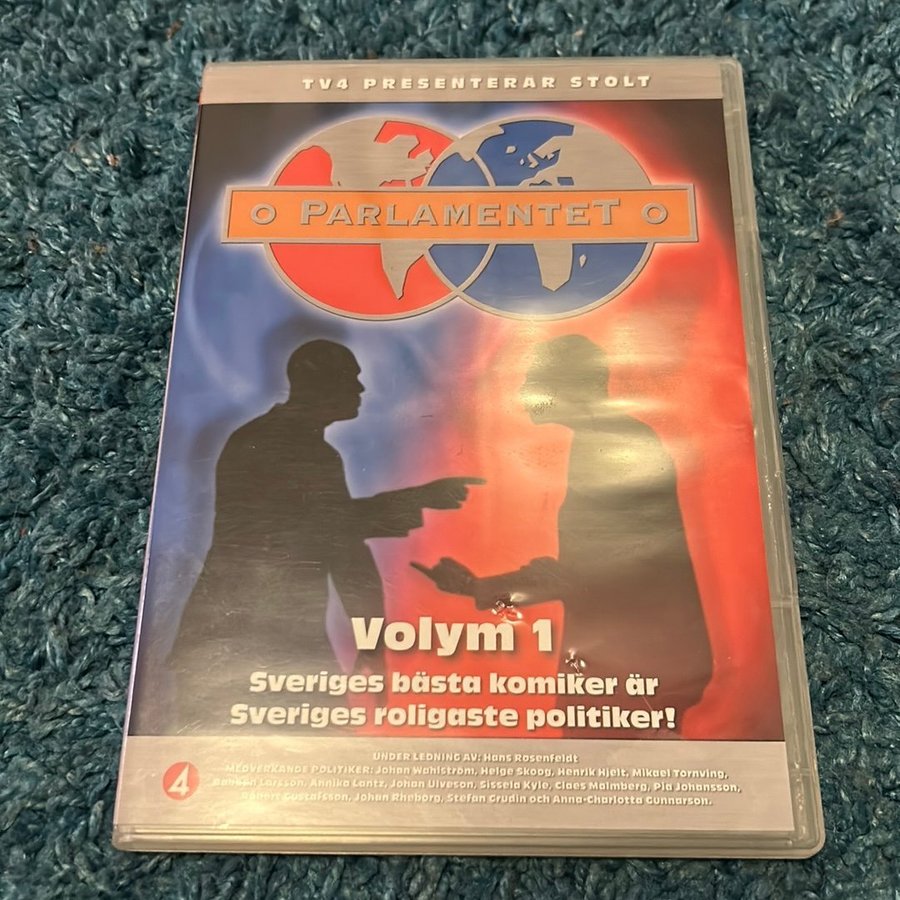 TV4 PRESENTERAR STOLT
PARLAMENTET
Volym 1
Sveriges bästa komiker är
Sveriges roligaste politiker!
UNDER LEDNING AV: Hans Rosenfeldt
MEDVERKANDE POLITIKER: Johan Wahlström, Helge Skoog, Henrik Hjelt, Mikael Tornving,
Babben Larsson, Annika Lantz, Johan Ulveson, Sissela Kyle, Claes Malmberg, Pia Johansson,
Robert Gustafsson, Johan Rheborg, Stefan Grudin och Anna-Charlotta Gunnarson.
4